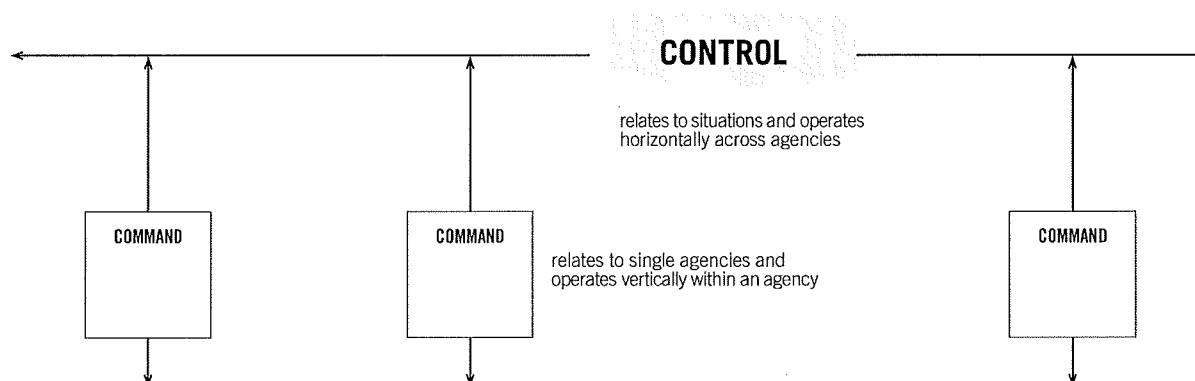 CONTROL
relates to situations and operates
horizontally across agencies
COMMAND
COMMAND
COMMAND
relates to single agencies and
operates vertically within an agency